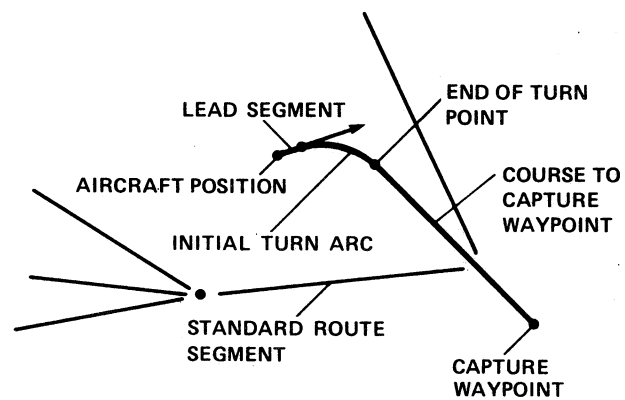 LEAD SEGMENT
END OF TURN
POINT
AIRCRAFT POSITION
COURSE TO
CAPTURE
WAYPOINT
INITIAL TURN ARC
STANDARD ROUTE
SEGMENT
CAPTURE
WAYPOINT